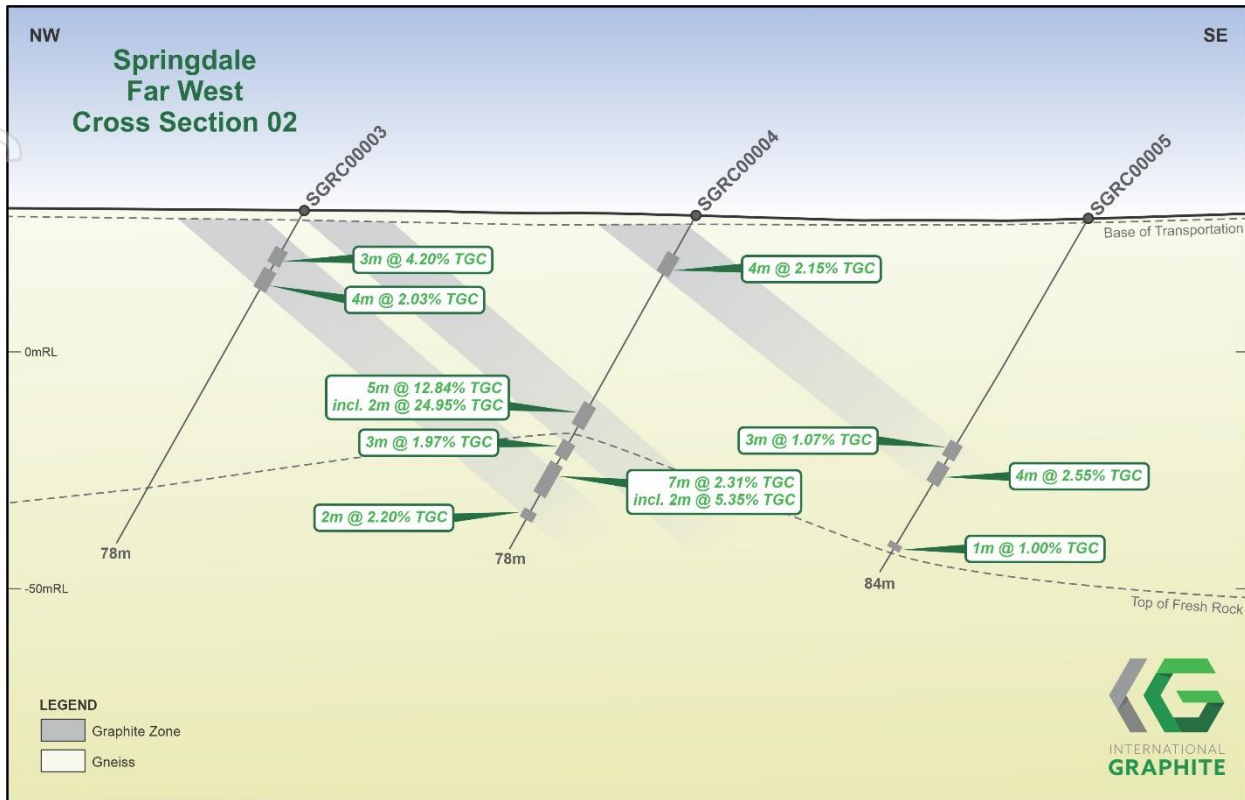 NW
SE
Springdale
Far West
Cross Section 02
SGRC00003
SGRC00004
SGRC00005
Base of Transportation
3m @ 4.20% TGC
4m @ 2.03% TGC
4m @ 2.15% TGC
0mRL
5m @ 12.84% TGC
incl. 2m @ 24.95% TGC
3m @ 1.97% TGC
3m @ 1.07% TGC
7m @ 2.31% TGC
incl. 2m @ 5.35% TGC
4m @ 2.55% TGC
2m @ 2.20% TGC
1m @ 1.00% TGC
78m
78m
84m
-50mRL
Top of Fresh Rock
LEGEND
Graphite Zone
Gneiss
INTERNATIONAL
GRAPHITE